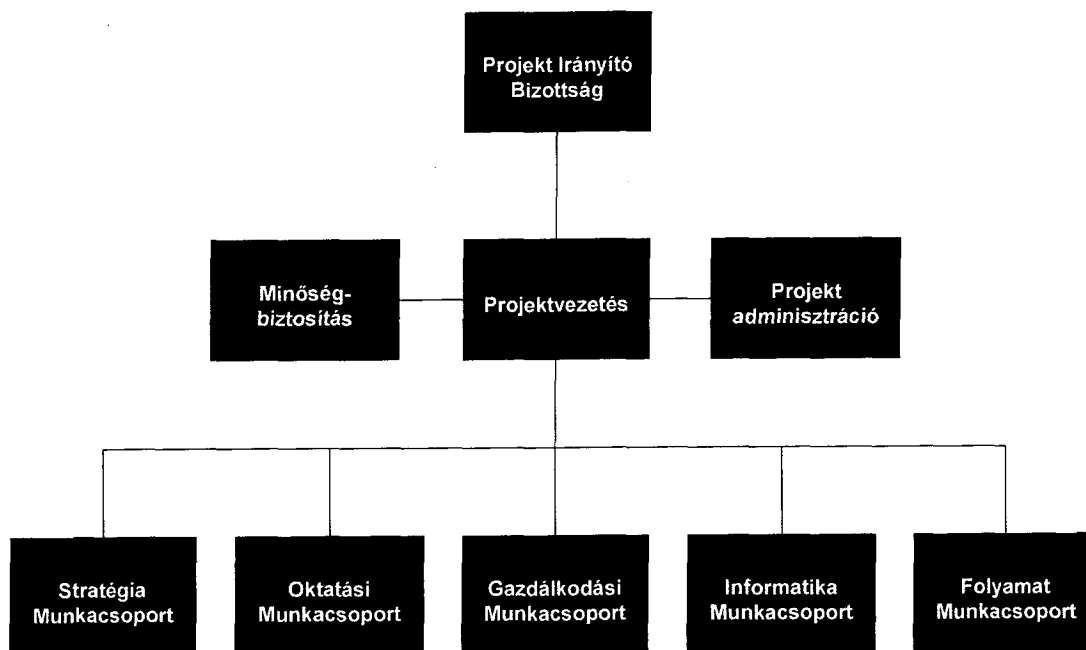 Projekt Irányító
Bizottság
Minőség-
biztosítás
Projektvezetés
Projekt
adminisztráció
Stratégia
Munkacsoport
Oktatási
Munkacsoport
Gazdálkodási
Munkacsoport
Informatika
Munkacsoport
Folyamat
Munkacsoport